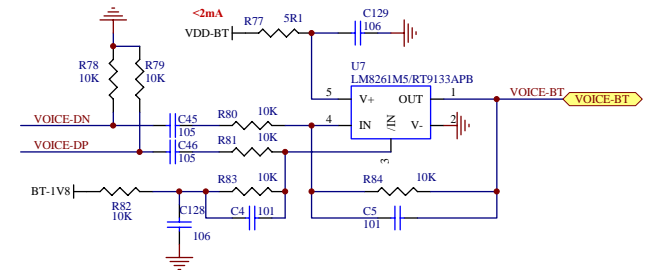 <2mA
R77
5R1
C129
VDD-BT
106
R78
10K
R79
10K
U7
LM8261M5/RT9133APB
5
V+
OUT
1
VOICE-BT
VOICE-BT
VOICE-DN
C45
105
R80
10K
4
IN
/IN
V-
2
VOICE-DP
C46
105
R81
10K
3
BT-1V8
R82
10K
C128
106
R83
10K
C4
101
R84
10K
C5
101